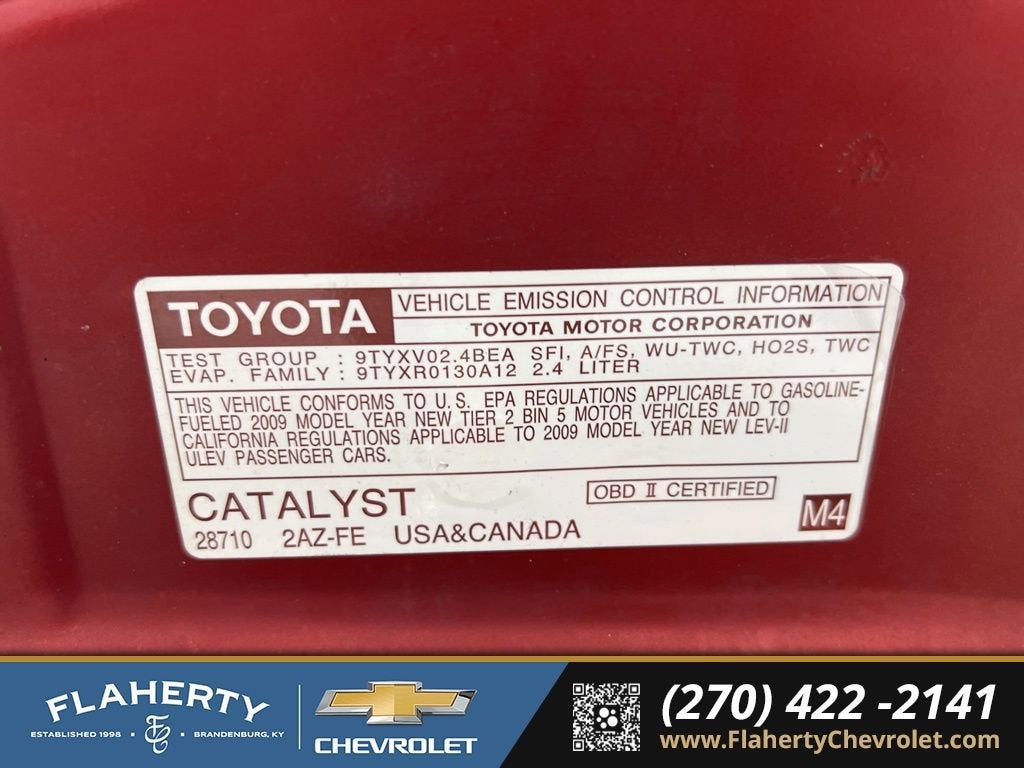 TOYOTA
VEHICLE EMISSION CONTROL INFORMATION
TOYOTA MOTOR CORPORATION
TEST GROUP : 9TYXV02.4BEA SFI, A/FS, WU-TWC, HO2S, TWC
EVAP. FAMILY : 9TYXR0130A12 2.4 LITER
THIS VEHICLE CONFORMS TO U.S. EPA REGULATIONS APPLICABLE TO GASOLINE-
FUELED 2009 MODEL YEAR NEW TIER 2 BIN 5 MOTOR VEHICLES AND TO
CALIFORNIA REGULATIONS APPLICABLE TO 2009 MODEL YEAR NEW LEV-II
ULEV PASSENGER CARS.
CATALYST
OBD II CERTIFIED
28710 2AZ-FE USA&CANADA
M4
FLAHERTY
ESTABLISHED 1998 • BRANDENBURG, KY
CHEVROLET
(270) 422 -2141
www.FlahertyChevrolet.com